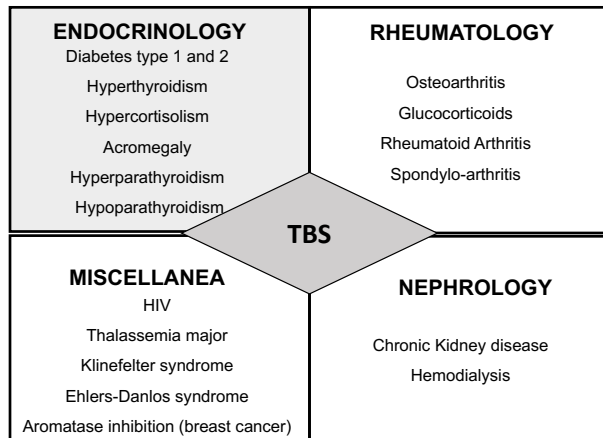 ENDOCRINOLOGY
Diabetes type 1 and 2
Hyperthyroidism
Hypercortisolism
Acromegaly
Hyperparathyroidism
Hypoparathyroidism
RHEUMATOLOGY
Osteoarthritis
Glucocorticoids
Rheumatoid Arthritis
Spondylo-arthritis
TBS
MISCELLANEA
HIV
Thalassemia major
Klinefelter syndrome
Ehlers-Danlos syndrome
Aromatase inhibition (breast cancer)
NEPHROLOGY
Chronic Kidney disease
Hemodialysis